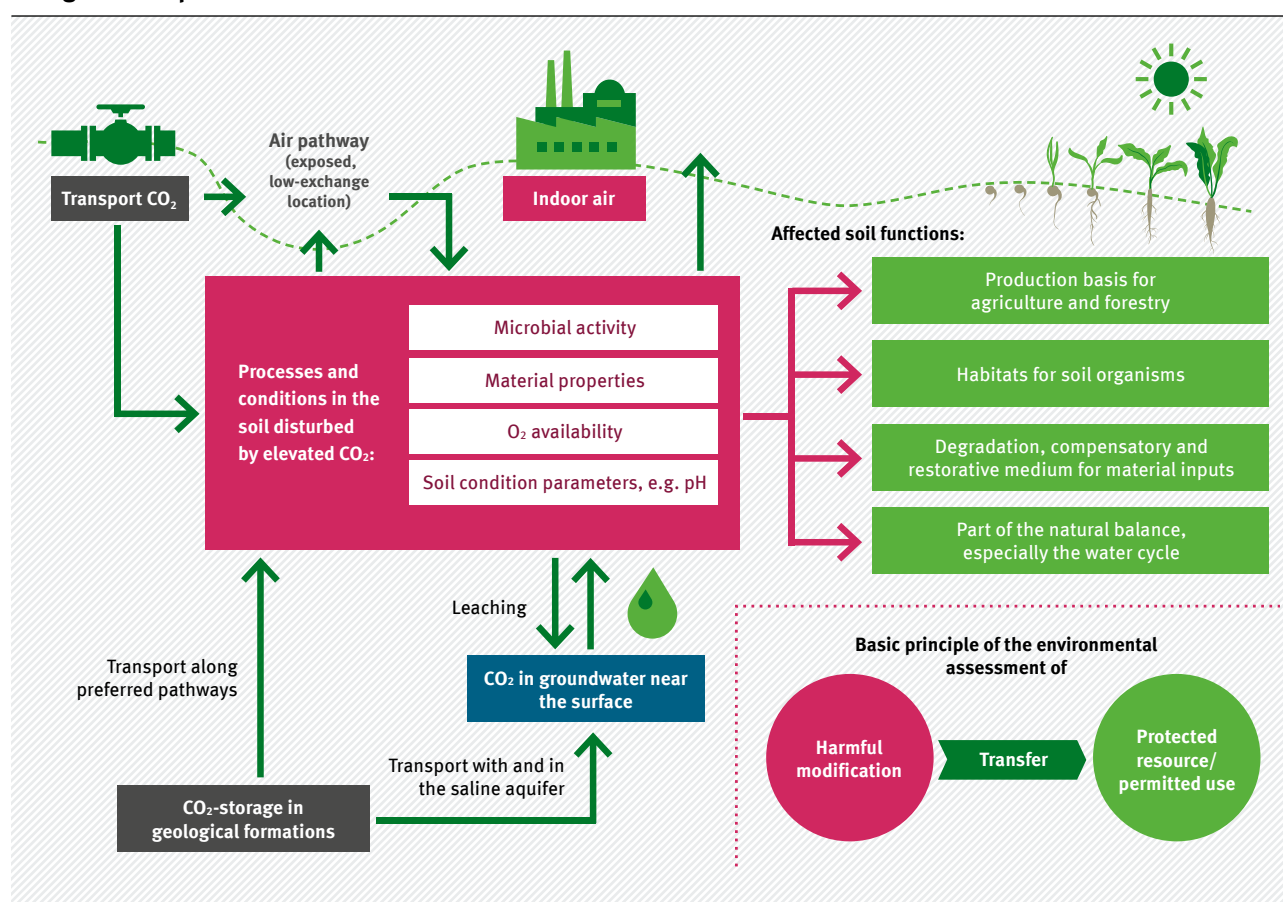 Transport CO₂
Air pathway
(exposed,
low-exchange
location)
Indoor air
Affected soil functions:
Processes and
conditions in the
soil disturbed
by elevated CO₂:
Microbial activity
Material properties
O₂ availability
Soil condition parameters, e.g. pH
Production basis for
agriculture and forestry
Habitats for soil organisms
Degradation, compensatory and
restorative medium for material inputs
Part of the natural balance,
especially the water cycle
Leaching
Transport along
preferred pathways
CO₂ in groundwater near
the surface
Transport with and in
the saline aquifer
CO₂-storage in
geological formations
Basic principle of the environmental
assessment of
Harmful
modification
Transfer
Protected
resource/
permitted use